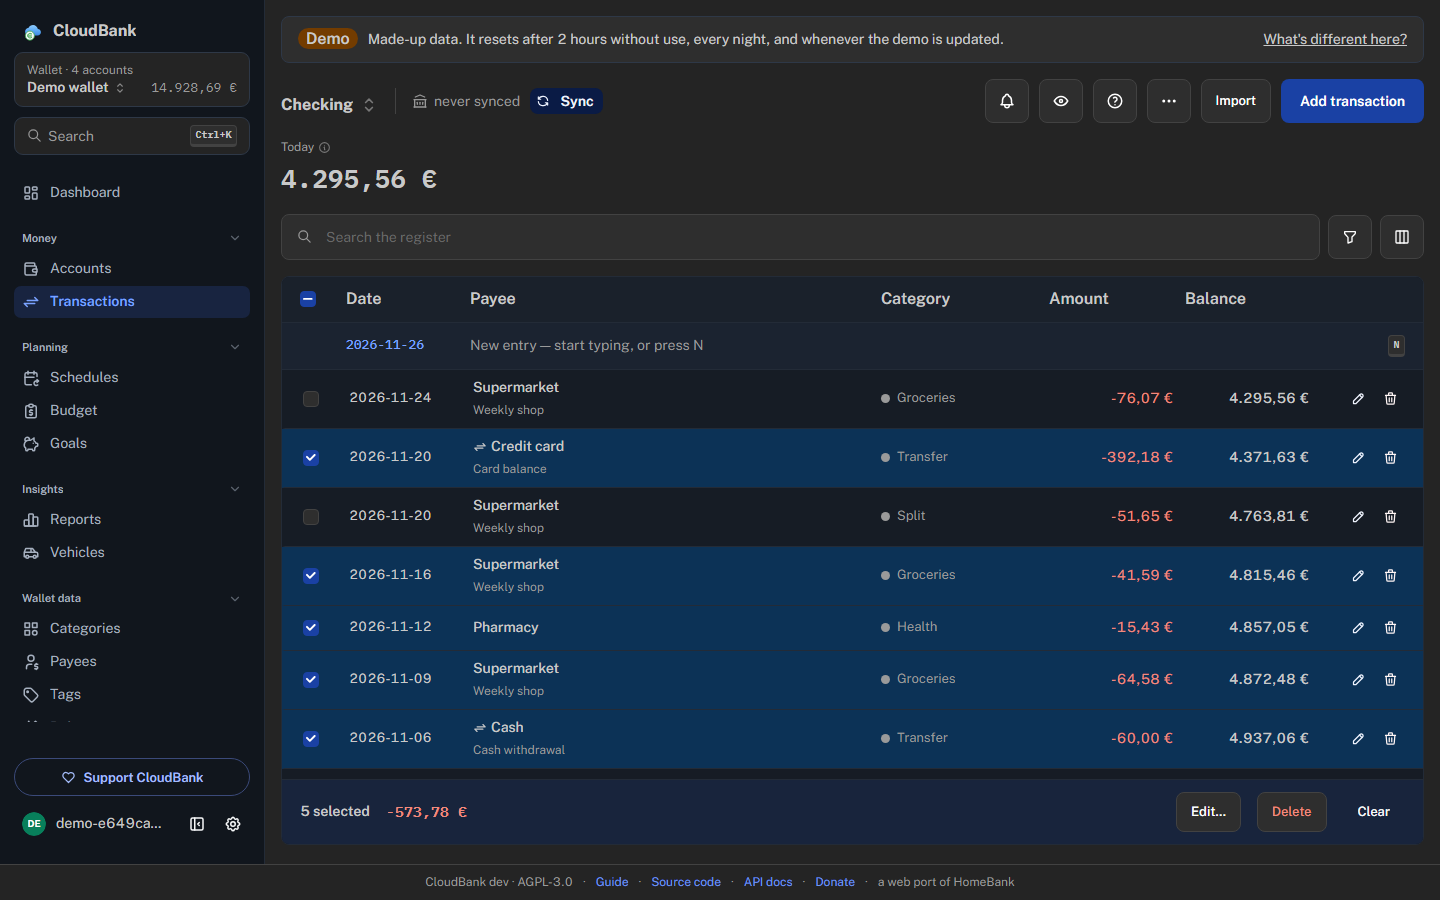 CloudBank
Wallet · 4 accounts
Demo wallet 14.928,69 €
Search Ctrl+K
Dashboard
Money
Accounts
Transactions
Planning
Schedules
Budget
Goals
Insights
Reports
Vehicles
Wallet data
Categories
Payees
Tags
Support CloudBank
DE demo-e649ca...
Demo Made-up data. It resets after 2 hours without use, every night, and whenever the demo is updated. What's different here?
Checking never synced Sync Import Add transaction
Today
4.295,56 €
Search the register
Date Payee Category Amount Balance
2026-11-26 New entry — start typing, or press N N
2026-11-24 Supermarket Groceries -76,07 € 4.295,56 €
Weekly shop
2026-11-20 Credit card Transfer -392,18 € 4.371,63 €
Card balance
2026-11-20 Supermarket Split -51,65 € 4.763,81 €
Weekly shop
2026-11-16 Supermarket Groceries -41,59 € 4.815,46 €
Weekly shop
2026-11-12 Pharmacy Health -15,43 € 4.857,05 €
2026-11-09 Supermarket Groceries -64,58 € 4.872,48 €
Weekly shop
2026-11-06 Cash Transfer -60,00 € 4.937,06 €
Cash withdrawal
5 selected -573,78 € Edit... Delete Clear
CloudBank dev · AGPL-3.0 · Guide · Source code · API docs · Donate · a web port of HomeBank